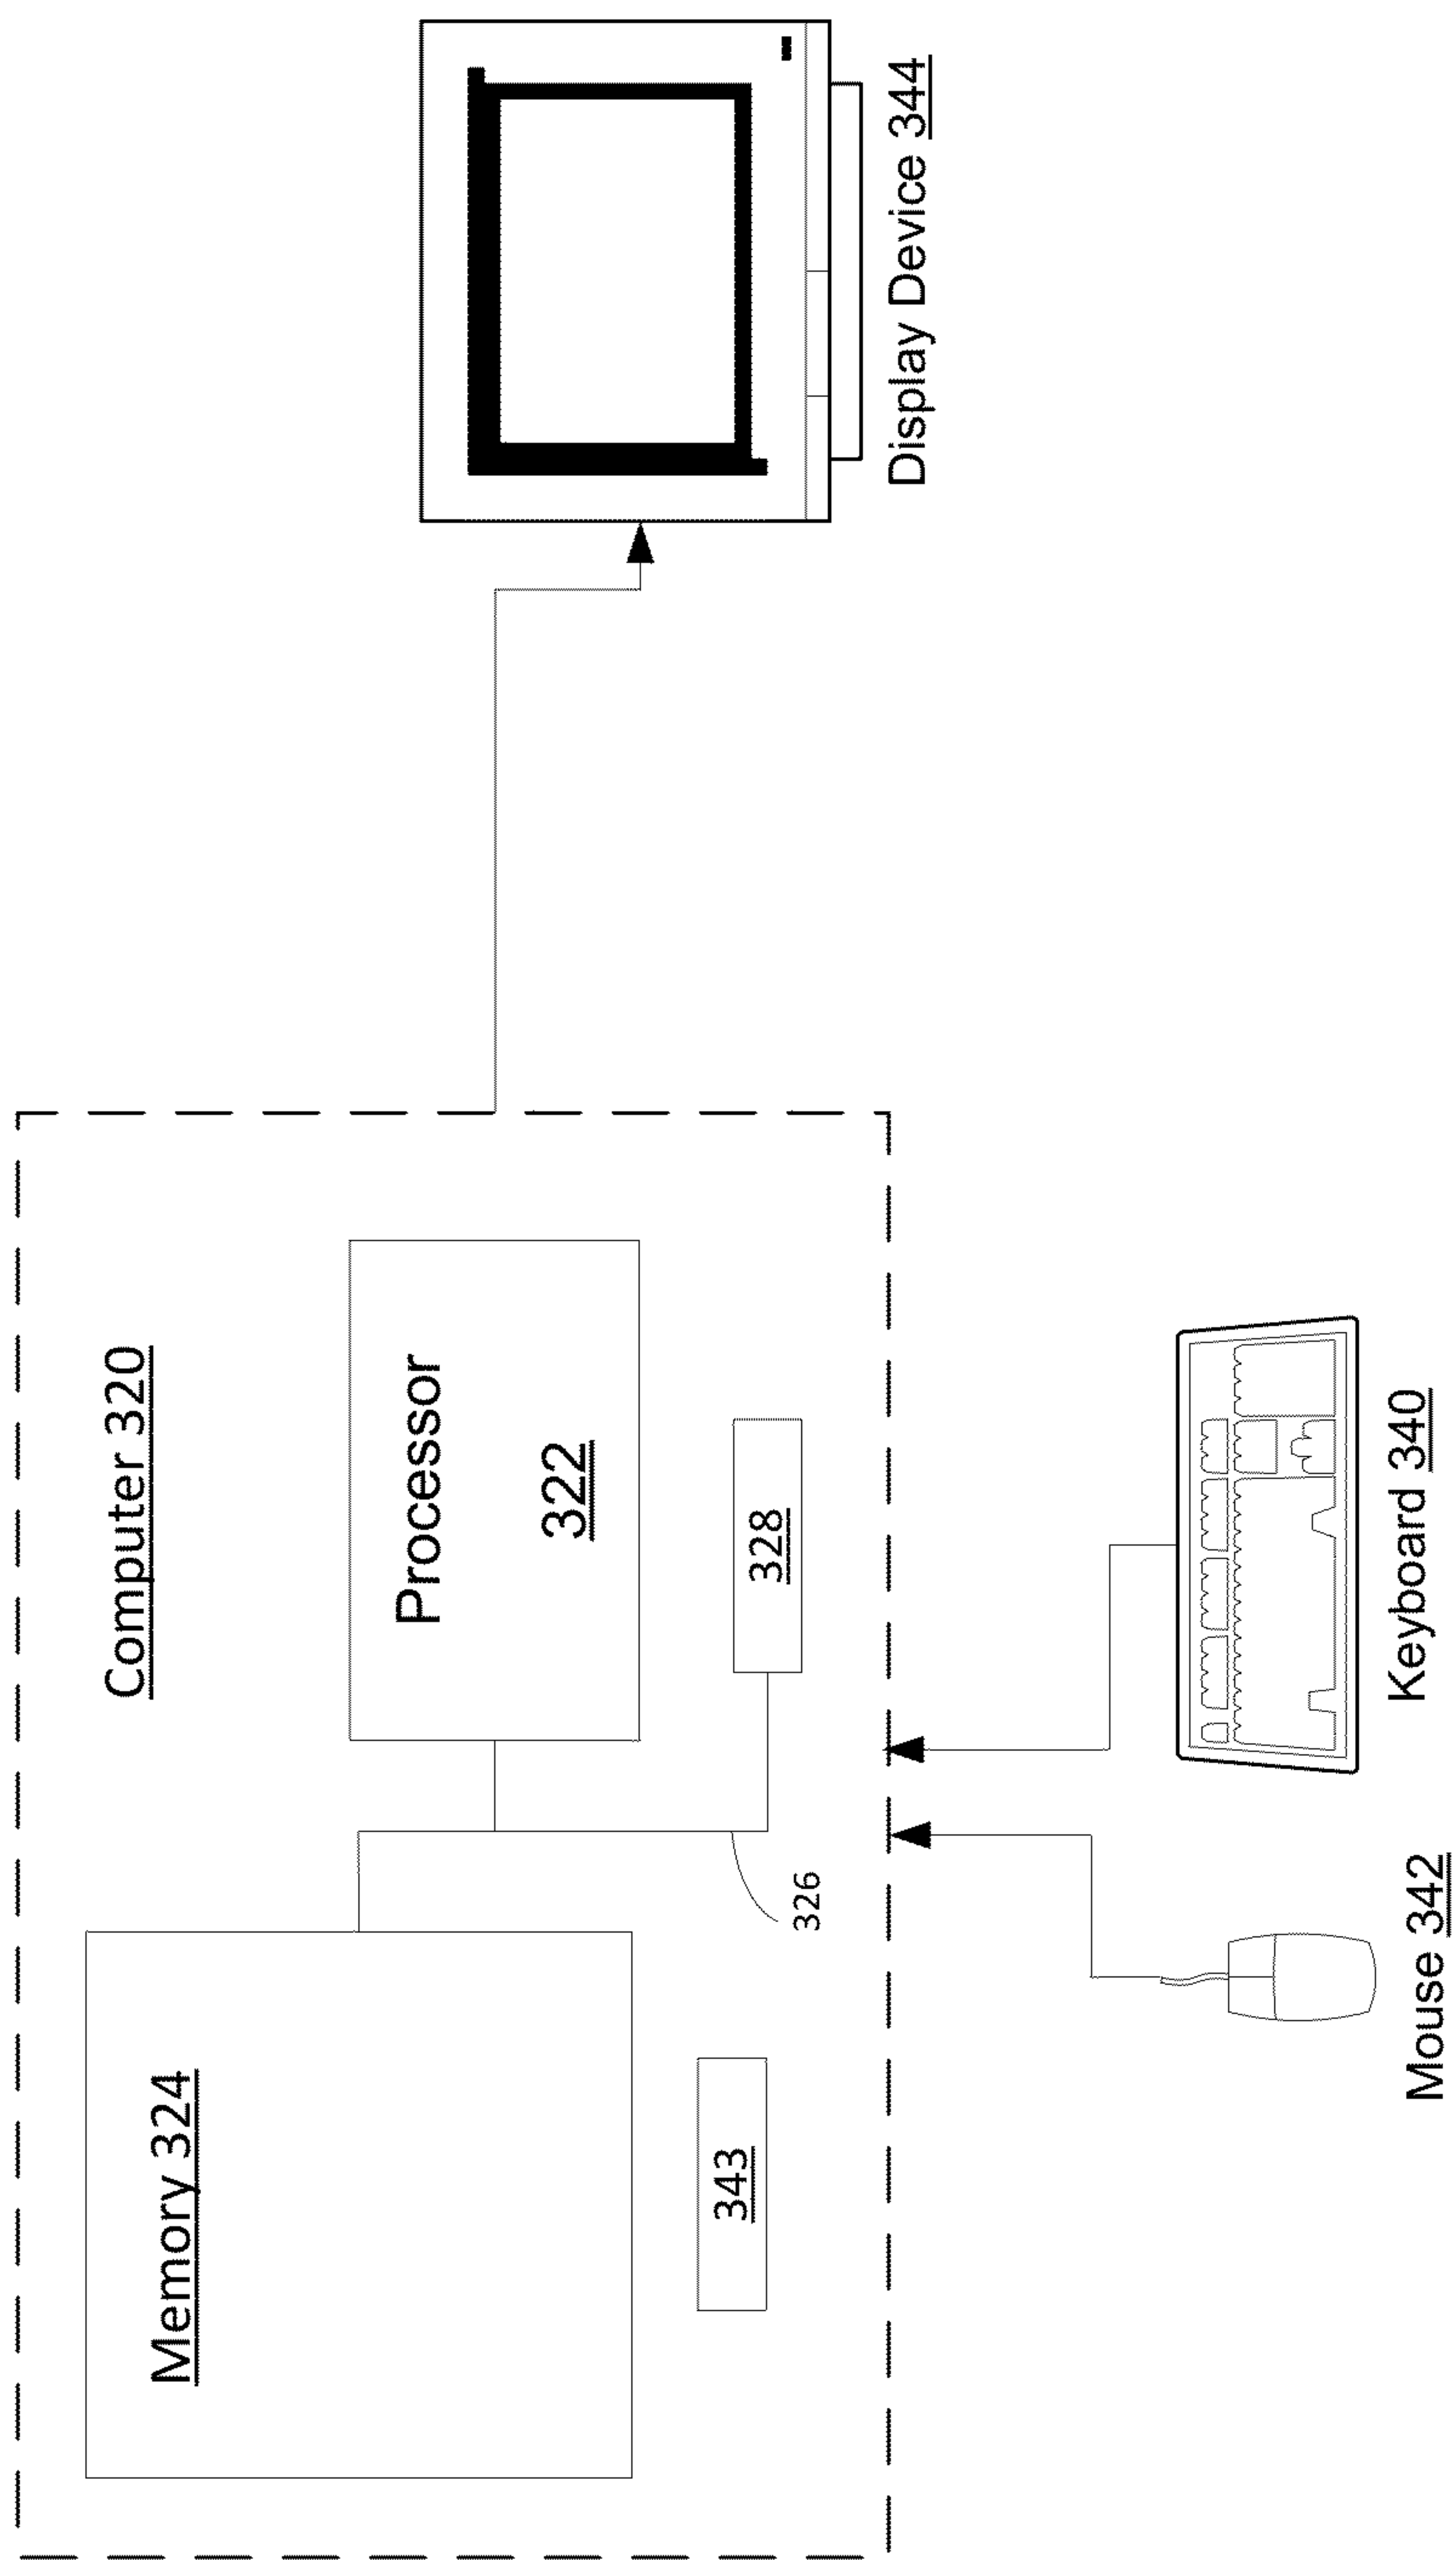 Computer 320
Memory 324
Processor
322
326
328
343
Display Device 344
Mouse 342
Keyboard 340